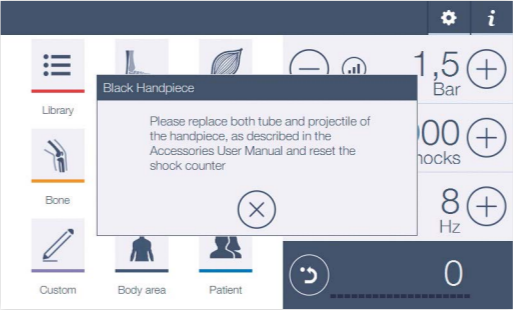 i
1,5
Bar
Black Handpiece
Please replace both tube and projectile of
the handpiece, as described in the
Accessories User Manual and reset the
shock counter
Library
00
hocks
Bone
8
Hz
0
Custom
Body area
Patient